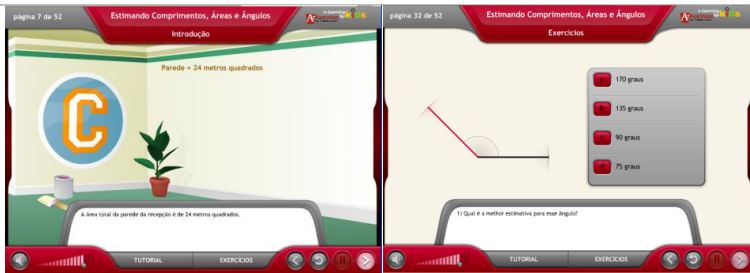 página 7 de 52
Estimando Comprimentos, Áreas e Ângulos
Introdução
Parede = 24 metros quadrados
C
A área total da parede da recepção é de 24 metros quadrados.
TUTORIAL
EXERCÍCIOS
página 32 de 52
Estimando Comprimentos, Áreas e Ângulos
Exercícios
170 graus
135 graus
90 graus
75 graus
1) Qual é a melhor estimativa para esse ângulo?
TUTORIAL
EXERCÍCIOS